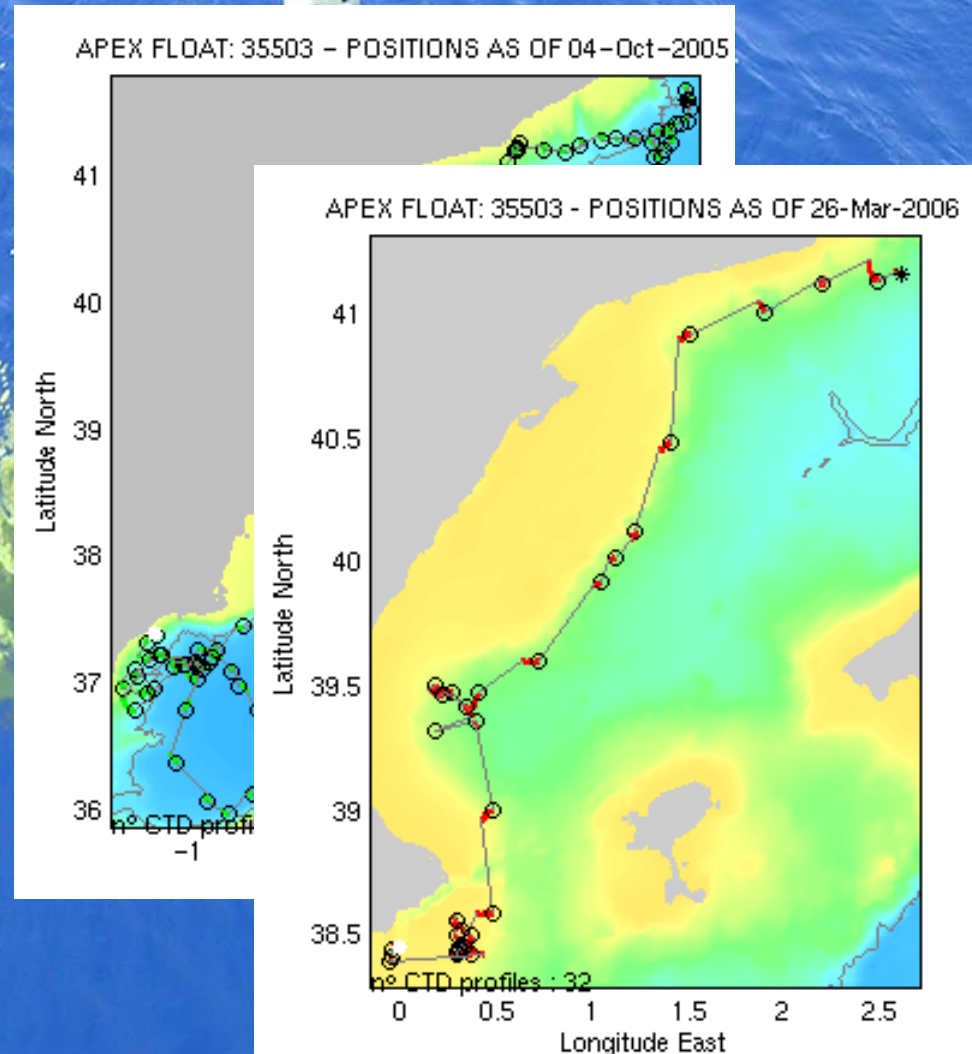 APEX FLOAT: 35503 – POSITIONS AS OF 04-Oct-2005
41
40
39
38
37
36
Latitude North
n° CTD profi
-1
APEX FLOAT: 35503 - POSITIONS AS OF 26-Mar-2006
41
40.5
40
39.5
39
38.5
Latitude North
n° CTD profiles : 32
0 0.5 1 1.5 2 2.5
Longitude East